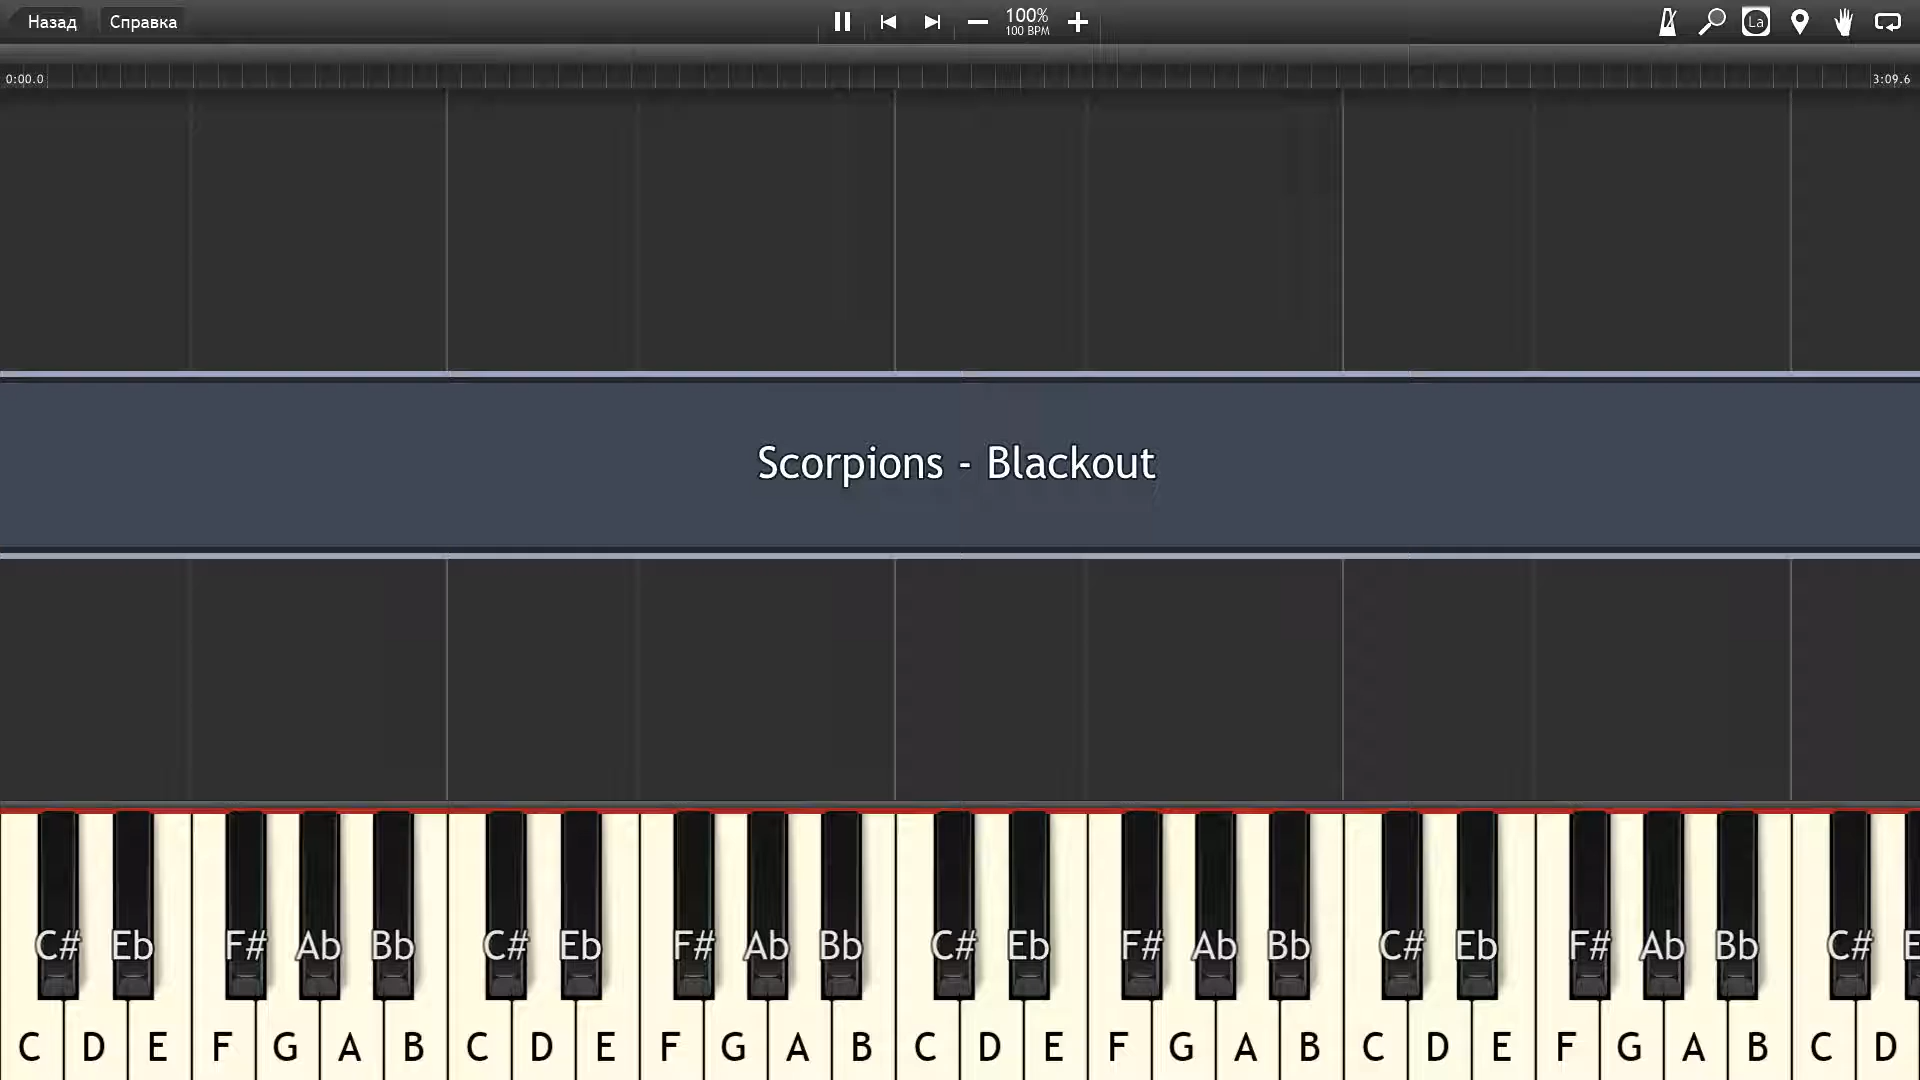 Назад Справка 100%
100 BPM
La
0:00.0 3:09.6
Scorpions - Blackout
C# Eb F# Ab Bb C# Eb F# Ab Bb C# Eb F# Ab Bb C# Eb F# Ab Bb C# E
C D E F G A B C D E F G A B C D E F G A B C D E F G A B C D